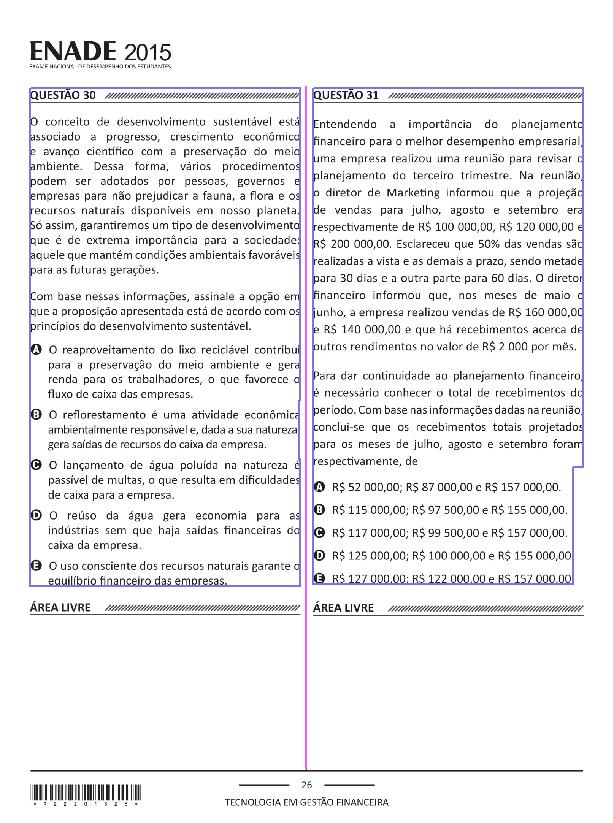 ENADE 2015
EXAME NACIONAL DE DESEMPENHO DOS ESTUDANTES
QUESTÃO 30
O conceito de desenvolvimento sustentável está
associado a progresso, crescimento econômico
e avanço científico com a preservação do meio
ambiente. Dessa forma, vários procedimentos
podem ser adotados por pessoas, governos e
empresas para não prejudicar a fauna, a flora e os
recursos naturais disponíveis em nosso planeta.
Só assim, garantiremos um tipo de desenvolvimento
que é de extrema importância para a sociedade:
aquele que mantém condições ambientais favoráveis
para as futuras gerações.
Com base nessas informações, assinale a opção em
que a proposição apresentada está de acordo com os
princípios do desenvolvimento sustentável.
A O reaproveitamento do lixo reciclável contribui
para a preservação do meio ambiente e gera
renda para os trabalhadores, o que favorece o
fluxo de caixa das empresas.
B O reflorestamento é uma atividade econômica
ambientalmente responsável e, dada a sua natureza,
gera saídas de recursos do caixa da empresa.
C O lançamento de água poluída na natureza é
passível de multas, o que resulta em dificuldades
de caixa para a empresa.
D O reúso da água gera economia para as
indústrias sem que haja saídas financeiras do
caixa da empresa.
E O uso consciente dos recursos naturais garante o
equilíbrio financeiro das empresas.
ÁREA LIVRE
QUESTÃO 31
Entendendo a importância do planejamento
financeiro para o melhor desempenho empresarial,
uma empresa realizou uma reunião para revisar o
planejamento do terceiro trimestre. Na reunião,
o diretor de Marketing informou que a projeção
de vendas para julho, agosto e setembro era
respectivamente de R$ 100 000,00, R$ 120 000,00 e
R$ 200 000,00. Esclareceu que 50% das vendas são
realizadas a vista e as demais a prazo, sendo metade
para 30 dias e a outra parte para 60 dias. O diretor
financeiro informou que, nos meses de maio e
junho, a empresa realizou vendas de R$ 160 000,00
e R$ 140 000,00 e que há recebimentos acerca de
outros rendimentos no valor de R$ 2 000 por mês.
Para dar continuidade ao planejamento financeiro,
é necessário conhecer o total de recebimentos do
período. Com base nas informações dadas na reunião,
conclui-se que os recebimentos totais projetados
para os meses de julho, agosto e setembro foram
respectivamente, de
A R$ 52 000,00; R$ 87 000,00 e R$ 157 000,00.
B R$ 115 000,00; R$ 97 500,00 e R$ 155 000,00.
C R$ 117 000,00; R$ 99 500,00 e R$ 157 000,00.
D R$ 125 000,00; R$ 100 000,00 e R$ 155 000,00
E R$ 127 000,00; R$ 122 000,00 e R$ 157 000,00
ÁREA LIVRE
26
TECNOLOGIA EM GESTÃO FINANCEIRA